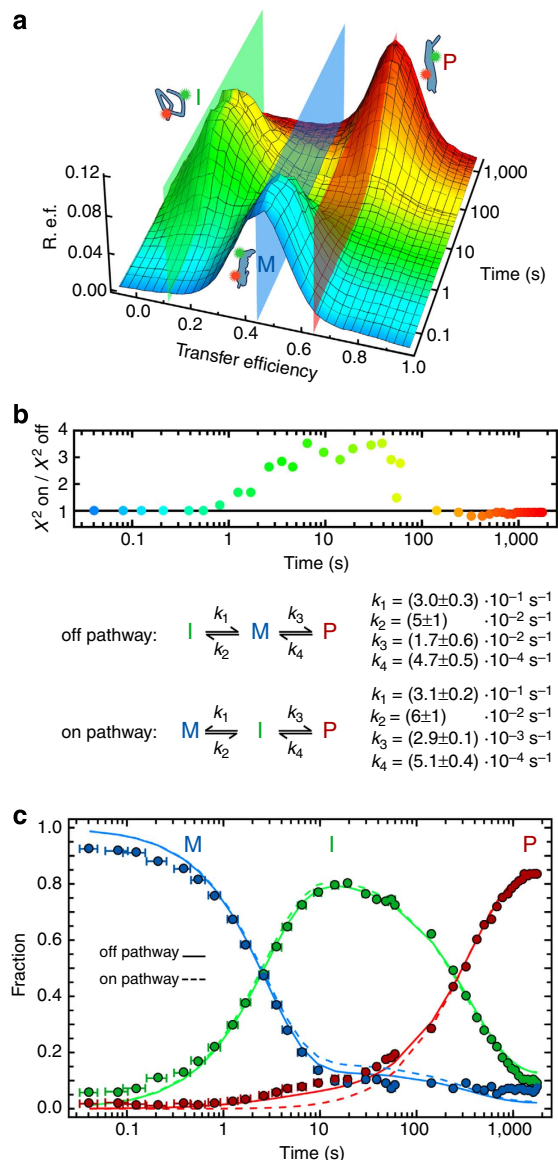 a
I
P
M
R. e.f.
0.12
0.08
0.04
0.00
0.0
0.2
0.4
0.6
0.8
1.0
Transfer efficiency
0.1
1
10
100
1,000
Time (s)
b
X² on / X² off
4
3
2
1
0.1 1 10 100 1,000
Time (s)
off pathway: I k₁ k₂ M k₃ k₄ P
k₁ = (3.0±0.3) ·10⁻¹ s⁻¹
k₂ = (5±1) ·10⁻² s⁻¹
k₃ = (1.7±0.6) ·10⁻² s⁻¹
k₄ = (4.7±0.5) ·10⁻⁴ s⁻¹
on pathway: M k₁ k₂ I k₃ k₄ P
k₁ = (3.1±0.2) ·10⁻¹ s⁻¹
k₂ = (6±1) ·10⁻² s⁻¹
k₃ = (2.9±0.1) ·10⁻³ s⁻¹
k₄ = (5.1±0.4) ·10⁻⁴ s⁻¹
c
M I P
Fraction
1.0
0.8
0.6
0.4
0.2
0.0
off pathway
on pathway
0.1 1 10 100 1,000
Time (s)